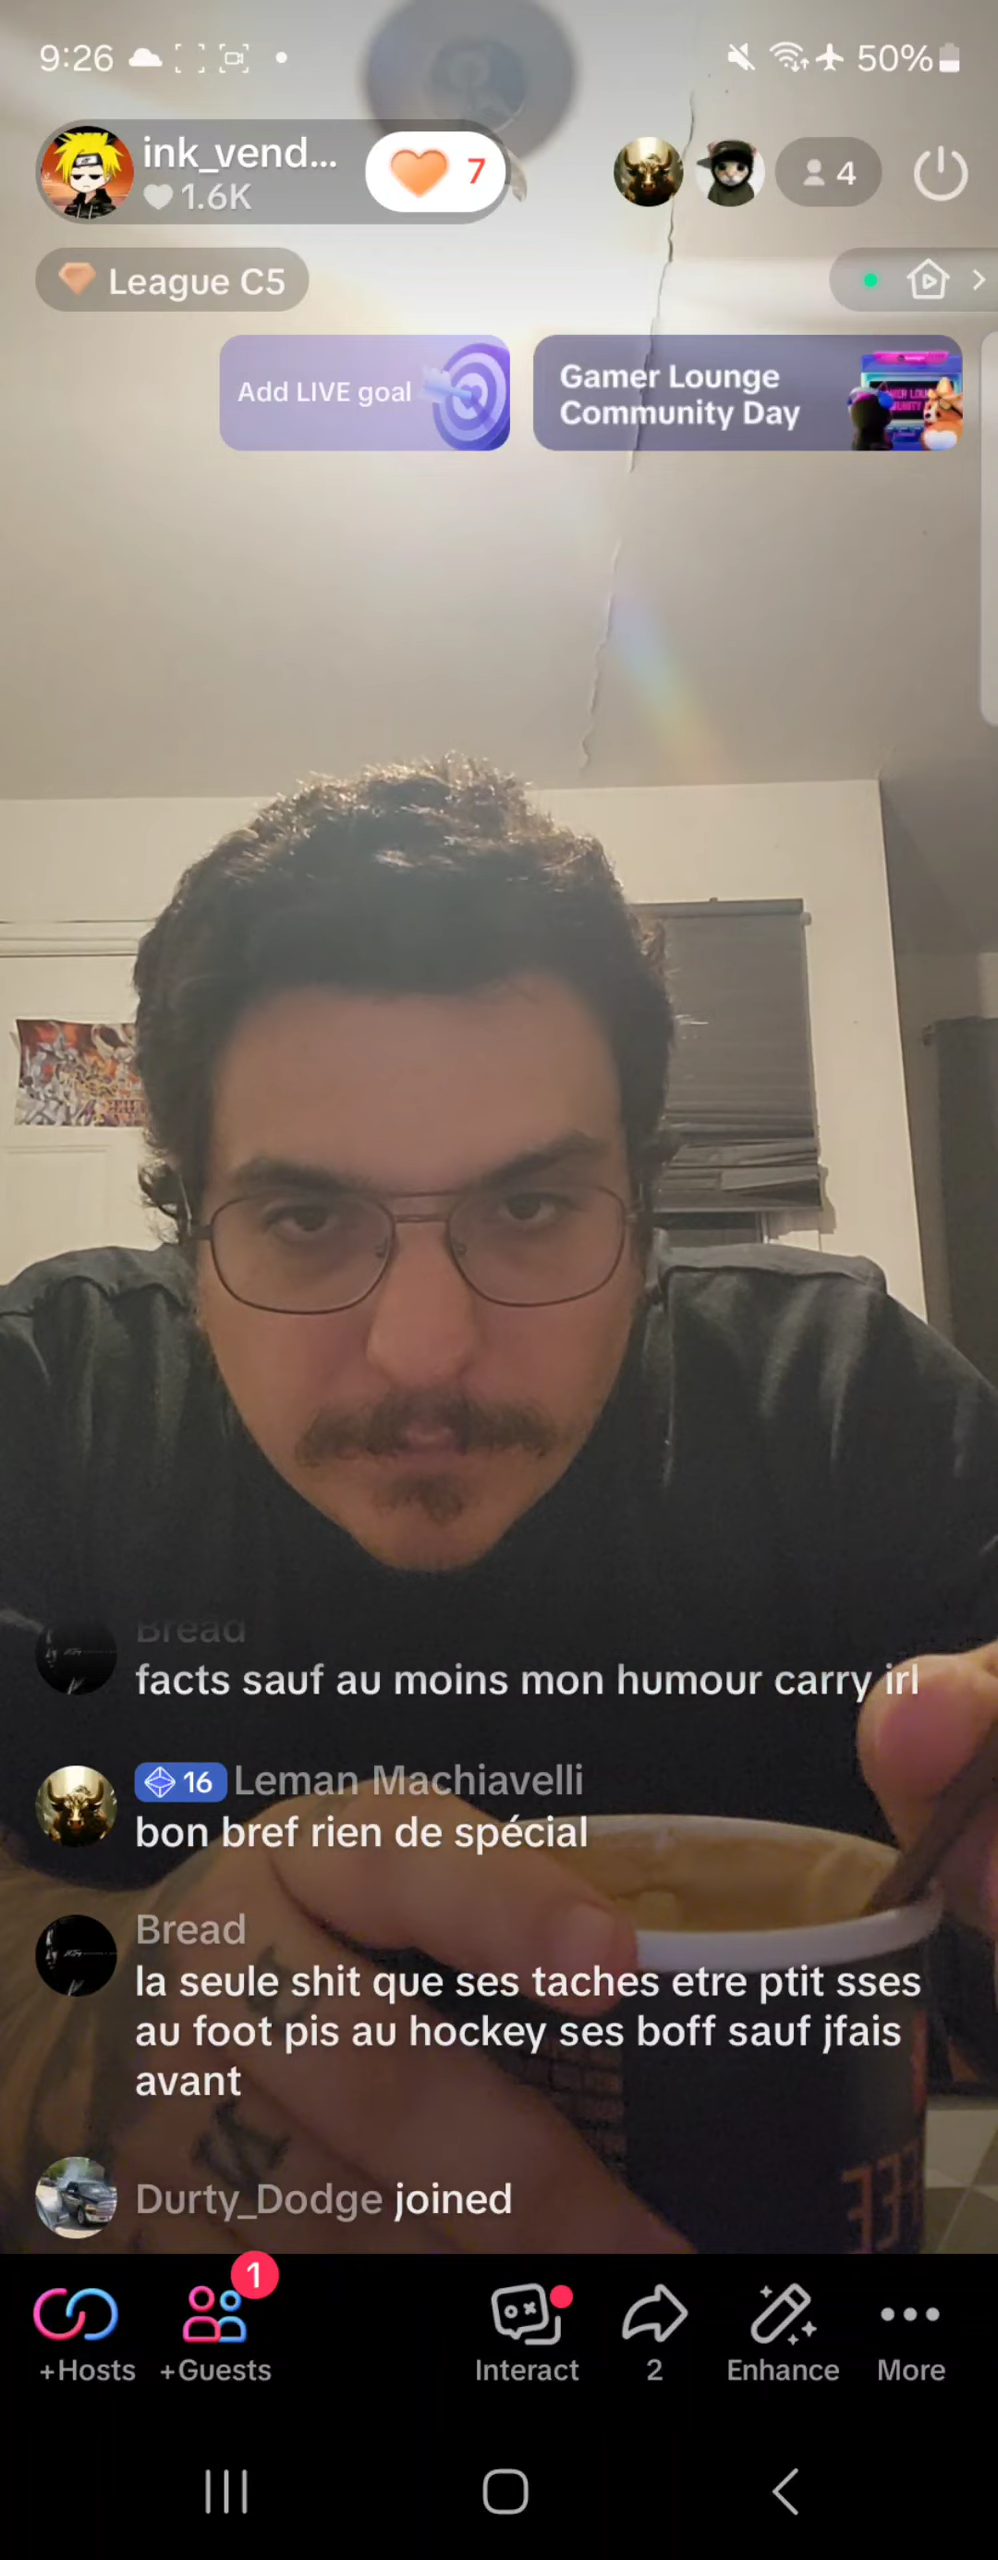 9:26
50%
ink_vend...
1.6K
7
4
League C5
Add LIVE goal
Gamer Lounge
Community Day
Bread
facts sauf au moins mon humour carry irl
16 Leman Machiavelli
bon bref rien de spécial
Bread
la seule shit que ses taches etre ptit sses
au foot pis au hockey ses boff sauf jfais
avant
Durty_Dodge joined
1
+Hosts
+Guests
Interact
2
Enhance
More